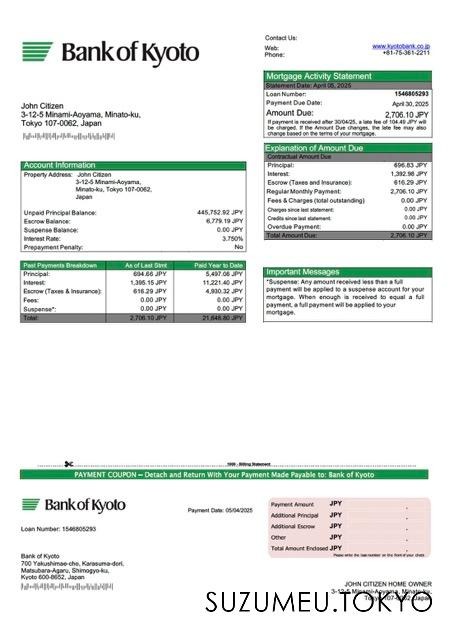 Bank of Kyoto
Contact Us:
Web: www.kyotobank.co.jp
Phone: +81-75-361-2211
Mortgage Activity Statement
Statement Date: April 05, 2025
Loan Number: 1546805293
Payment Due Date: April 30, 2025
Amount Due: 2,706.10 JPY
If payment is received after 30/04/25, a late fee of 104.49 JPY will
be charged. If the Amount Due changes, the late fee may also
change based on the terms of your mortgage.
John Citizen
3-12-5 Minami-Aoyama, Minato-ku,
Tokyo 107-0062, Japan
Explanation of Amount Due
Contractual Amount Due
Principal: 696.83 JPY
Interest: 1,392.98 JPY
Escrow (Taxes and Insurance): 616.29 JPY
Regular Monthly Payment: 2,706.10 JPY
Fees & Charges (total outstanding) 0.00 JPY
Charges since last statement: 0.00 JPY
Credits since last statement: 0.00 JPY
Overdue Payment: 0.00 JPY
Total Amount Due: 2,706.10 JPY
Account Information
Property Address: John Citizen
3-12-5 Minami-Aoyama,
Minato-ku, Tokyo 107-0062,
Japan
Unpaid Principal Balance: 445,752.92 JPY
Escrow Balance: 6,779.19 JPY
Suspense Balance: 0.00 JPY
Interest Rate: 3.750%
Prepayment Penalty: No
Past Payments Breakdown As of Last Stmt Paid Year to Date
Principal: 694.66 JPY 5,497.08 JPY
Interest: 1,395.15 JPY 11,221.40 JPY
Escrow (Taxes & Insurance): 616.29 JPY 4,930.32 JPY
Fees: 0.00 JPY 0.00 JPY
Suspense*: 0.00 JPY 0.00 JPY
Total: 2,706.10 JPY 21,648.80 JPY
Important Messages
*Suspense: Any amount received less than a full
payment will be applied to a suspense account for your
mortgage. When enough is received to equal a full
payment, a full payment will be applied to your
mortgage.
1999 - Billing Statement
PAYMENT COUPON – Detach and Return With Your Payment Made Payable to: Bank of Kyoto
Bank of Kyoto
Payment Date: 05/04/2025
Loan Number: 1546805293
Payment Amount JPY .
Additional Principal JPY .
Additional Escrow JPY .
Other JPY .
Total Amount Enclosed JPY .
Please write the loan number on the front of your check
Bank of Kyoto
700 Yakushimae-cho, Karasuma-dori,
Matsubara-Agaru, Shimogyo-ku,
Kyoto 600-8652, Japan
JOHN CITIZEN HOME OWNER
3-12-5 Minami-Aoyama, Minato-ku,
Tokyo 107-0062, Japan
SUZUMEU.TOKYO